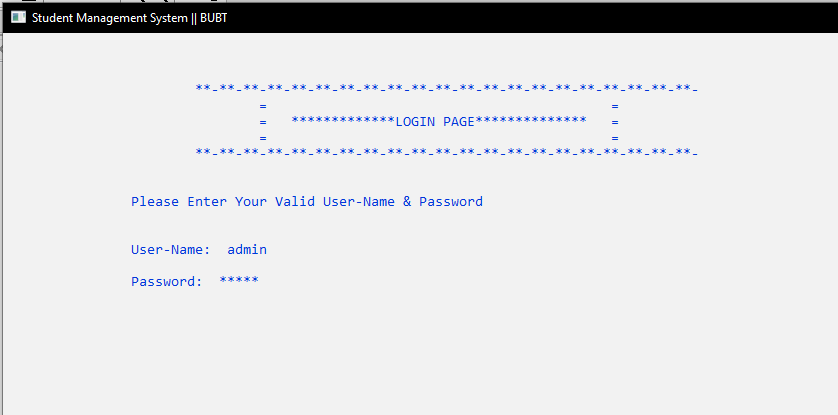 Student Management System || BUBT
**-**-**-**-**-**-**-**-**-**-**-**-**-**-**-**-**-**-**-**-**-
= =
= *************LOGIN PAGE************** =
= =
**-**-**-**-**-**-**-**-**-**-**-**-**-**-**-**-**-**-**-**-**-
Please Enter Your Valid User-Name & Password
User-Name: admin
Password: *****